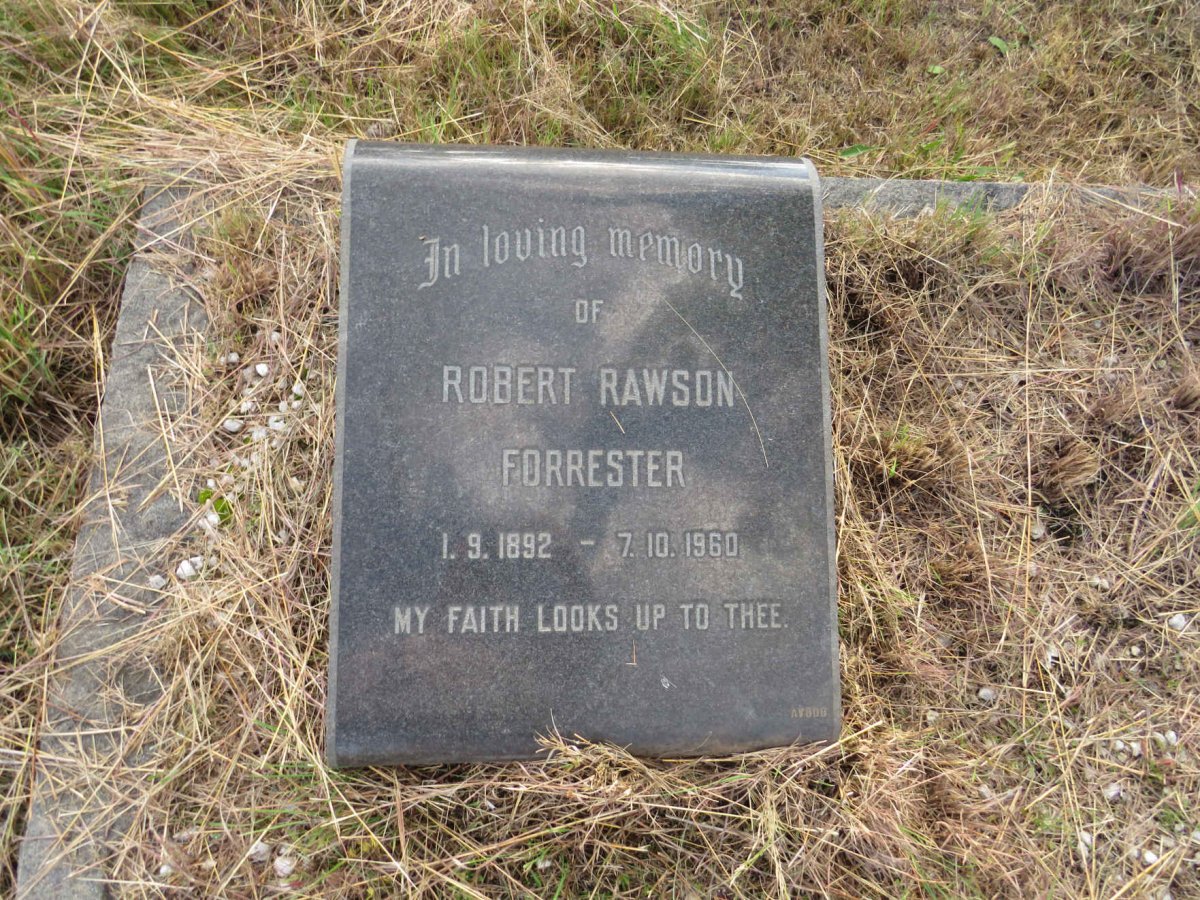 In loving memory
OF
ROBERT RAWSON
FORRESTER
1. 9. 1892 - 7. 10. 1960
MY FAITH LOOKS UP TO THEE.